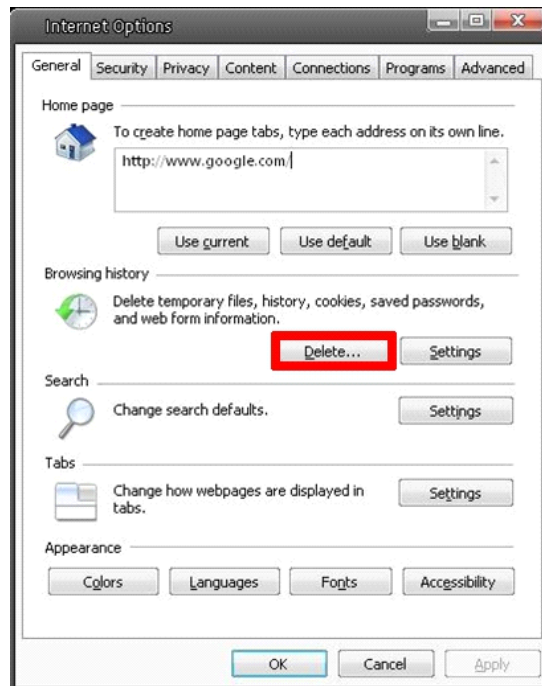 Internet Options
General Security Privacy Content Connections Programs Advanced
Home page
To create home page tabs, type each address on its own line.
http://www.google.com/
Use current Use default Use blank
Browsing history
Delete temporary files, history, cookies, saved passwords,
and web form information.
Delete... Settings
Search
Change search defaults.
Settings
Tabs
Change how webpages are displayed in
tabs.
Settings
Appearance
Colors Languages Fonts Accessibility
OK Cancel Apply